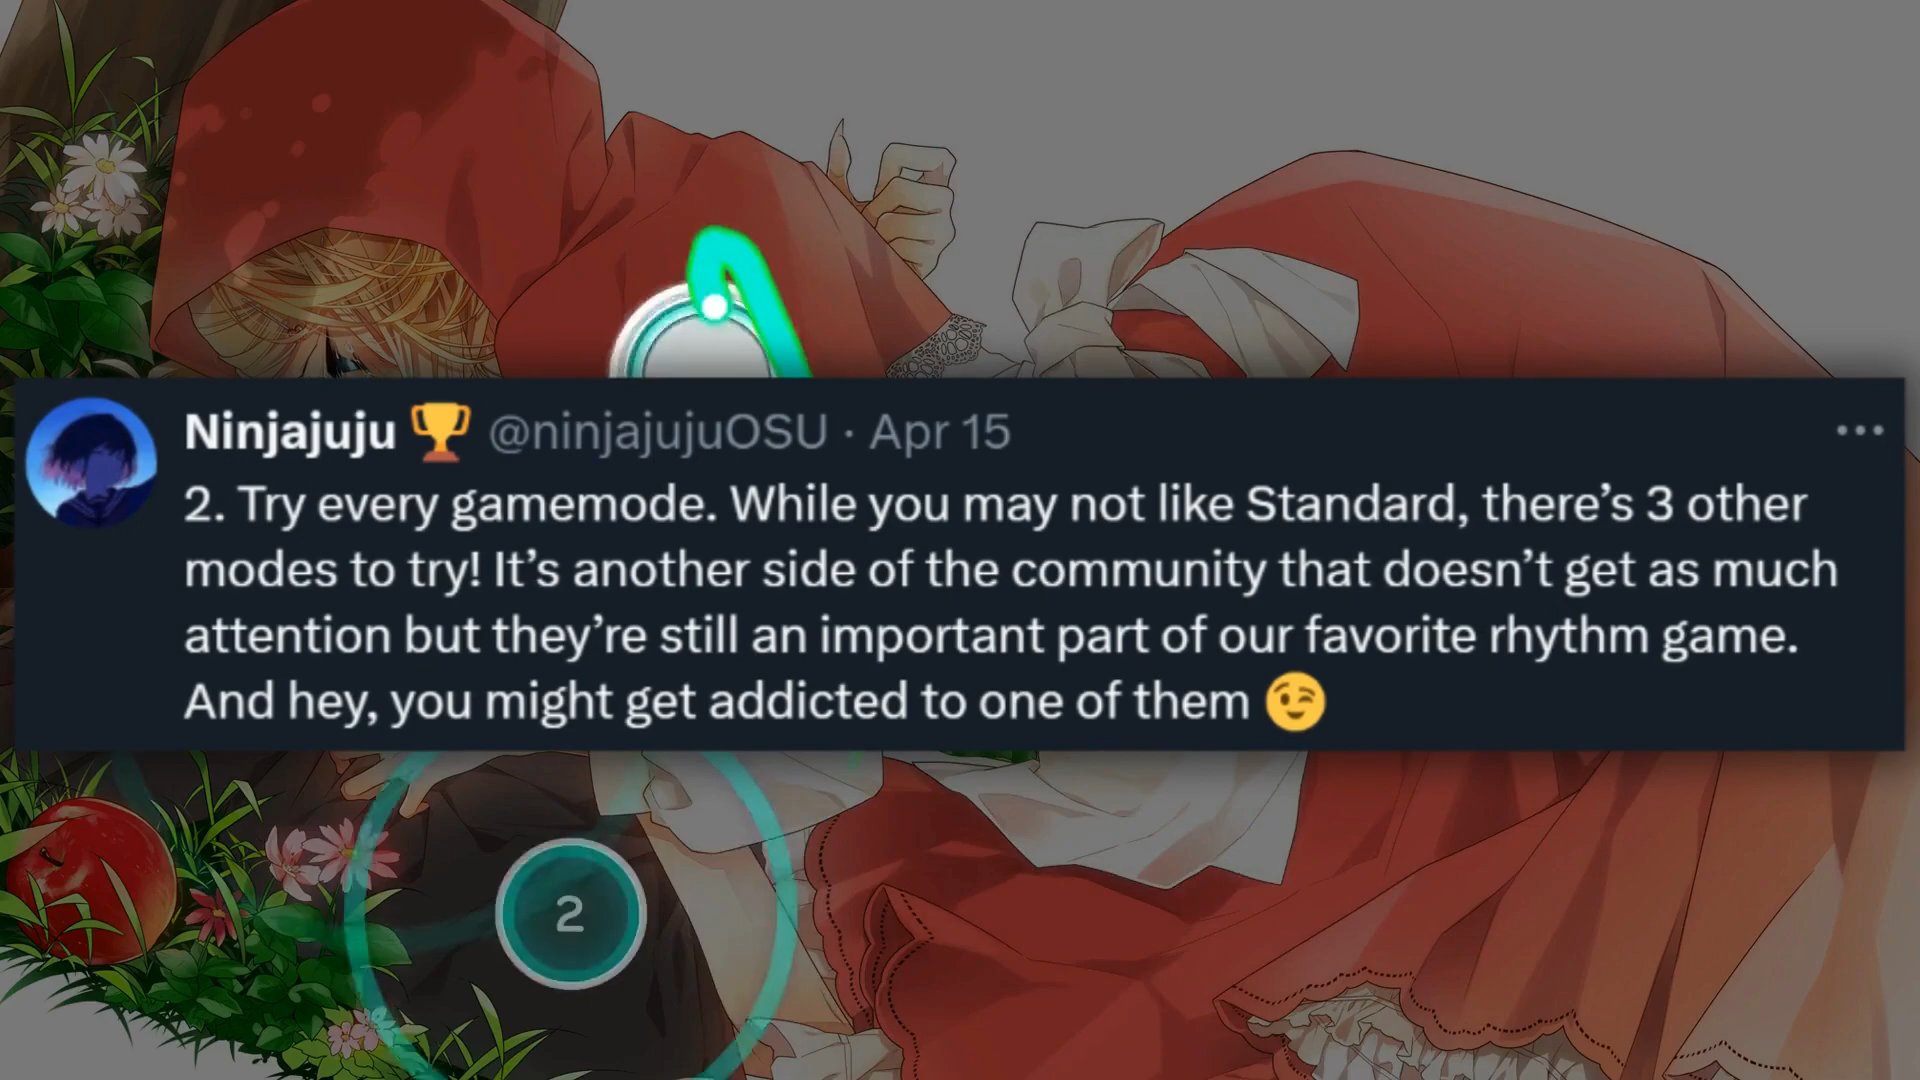 Ninjajuju 🏆 @ninjajujuOSU · Apr 15
2. Try every gamemode. While you may not like Standard, there’s 3 other
modes to try! It’s another side of the community that doesn’t get as much
attention but they’re still an important part of our favorite rhythm game.
And hey, you might get addicted to one of them 😉
2